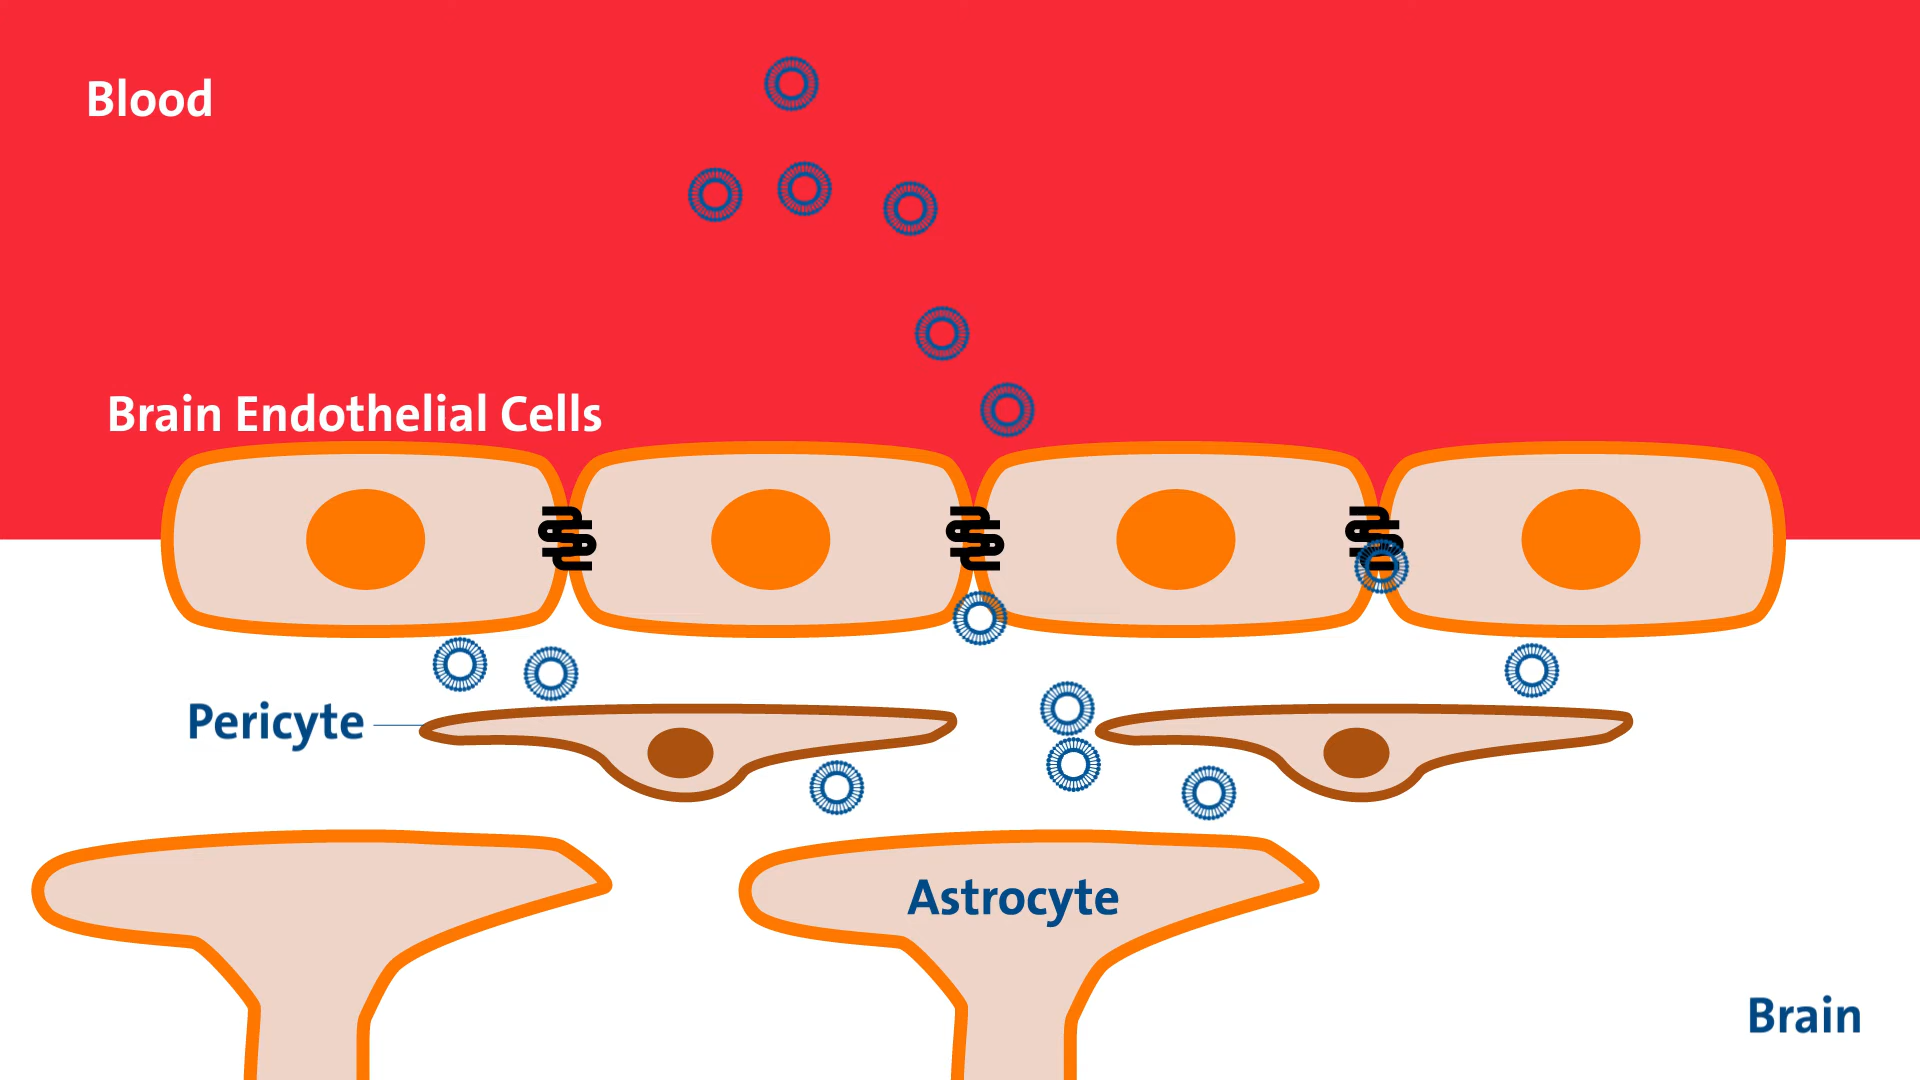 Blood
Brain Endothelial Cells
Pericyte
Astrocyte
Brain